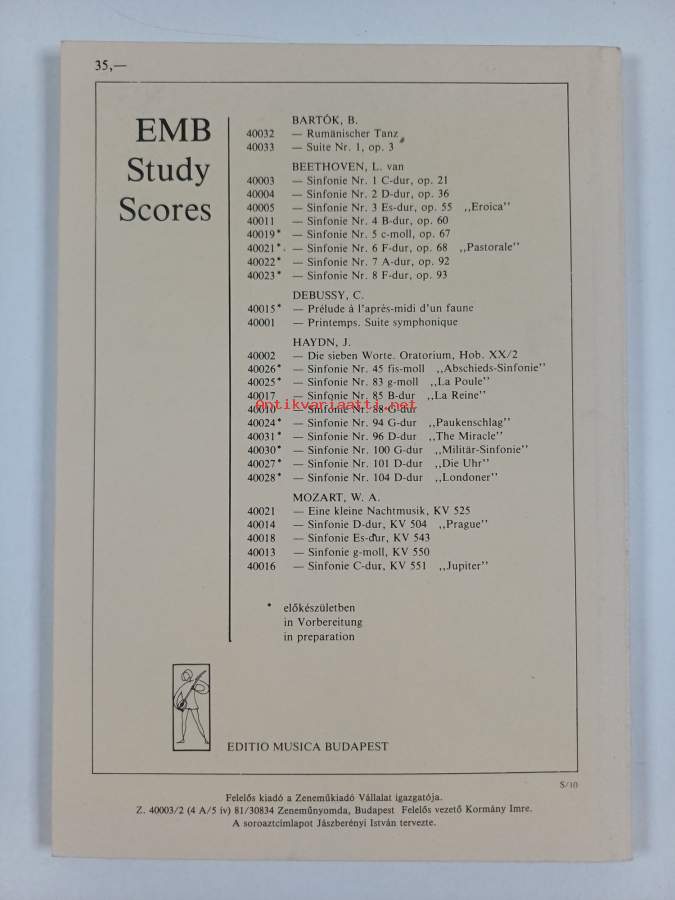 35,—
EMB
Study
Scores
BARTÓK, B.
40032 — Rumänischer Tanz
40033 — Suite Nr. 1, op. 3
BEETHOVEN, L. van
40003 — Sinfonie Nr. 1 C-dur, op. 21
40004 — Sinfonie Nr. 2 D-dur, op. 36
40005 — Sinfonie Nr. 3 Es-dur, op. 55 ,,Eroica''
40011 — Sinfonie Nr. 4 B-dur, op. 60
40019* — Sinfonie Nr. 5 c-moll, op. 67
40021* — Sinfonie Nr. 6 F-dur, op. 68 ,,Pastorale''
40022* — Sinfonie Nr. 7 A-dur, op. 92
40023* — Sinfonie Nr. 8 F-dur, op. 93
DEBUSSY, C.
40015* — Prélude à l'après-midi d'un faune
40001 — Printemps. Suite symphonique
HAYDN, J.
40002 — Die sieben Worte. Oratorium, Hob. XX/2
40026* — Sinfonie Nr. 45 fis-moll ,,Abschieds-Sinfonie''
40025* — Sinfonie Nr. 83 g-moll ,,La Poule''
40017 — Sinfonie Nr. 85 B-dur ,,La Reine''
Antikvariaatti.net
40010 — Sinfonie Nr. 88 G-dur
40024* — Sinfonie Nr. 94 G-dur ,,Paukenschlag''
40031* — Sinfonie Nr. 96 D-dur ,,The Miracle''
40030* — Sinfonie Nr. 100 G-dur ,,Militär-Sinfonie''
40027* — Sinfonie Nr. 101 D-dur ,,Die Uhr''
40028* — Sinfonie Nr. 104 D-dur ,,Londoner''
MOZART, W. A.
40021 — Eine kleine Nachtmusik, KV 525
40014 — Sinfonie D-dur, KV 504 ,,Prague''
40018 — Sinfonie Es-dur, KV 543
40013 — Sinfonie g-moll, KV 550
40016 — Sinfonie C-dur, KV 551 ,,Jupiter''
* előkészületben
in Vorbereitung
in preparation
EDITIO MUSICA BUDAPEST
S/10
Felelős kiadó a Zeneműkiadó Vállalat igazgatója.
Z. 40003/2 (4 A/5 ív) 81/30834 Zeneműnyomda, Budapest Felelős vezető Kormány Imre.
A soroaztcímlapot Jászberényi István tervezte.